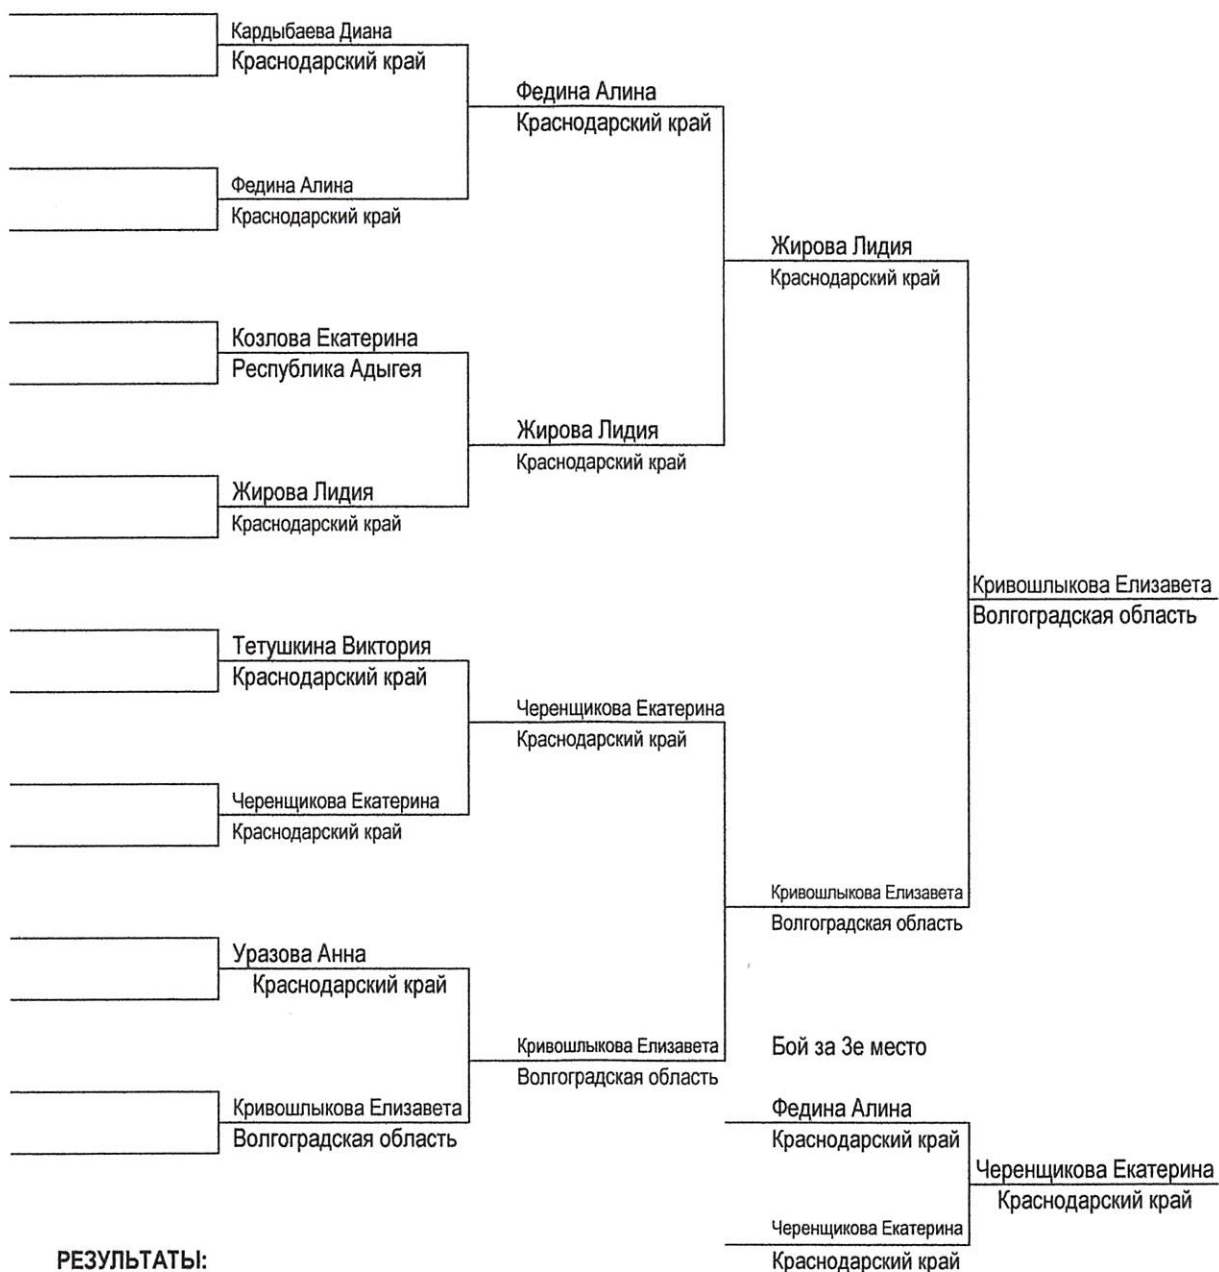 Кардыбаева Диана
Краснодарский край
Федина Алина
Краснодарский край
Федина Алина
Краснодарский край
Жирова Лидия
Краснодарский край
Козлова Екатерина
Республика Адыгея
Жирова Лидия
Краснодарский край
Жирова Лидия
Краснодарский край
Кривошлыкова Елизавета
Волгоградская область
Тетушкина Виктория
Краснодарский край
Черенщикова Екатерина
Краснодарский край
Черенщикова Екатерина
Краснодарский край
Кривошлыкова Елизавета
Волгоградская область
Уразова Анна
Краснодарский край
Кривошлыкова Елизавета
Волгоградская область
Бой за 3е место
Кривошлыкова Елизавета
Волгоградская область
Федина Алина
Краснодарский край
Черенщикова Екатерина
Краснодарский край
Черенщикова Екатерина
Краснодарский край
РЕЗУЛЬТАТЫ: